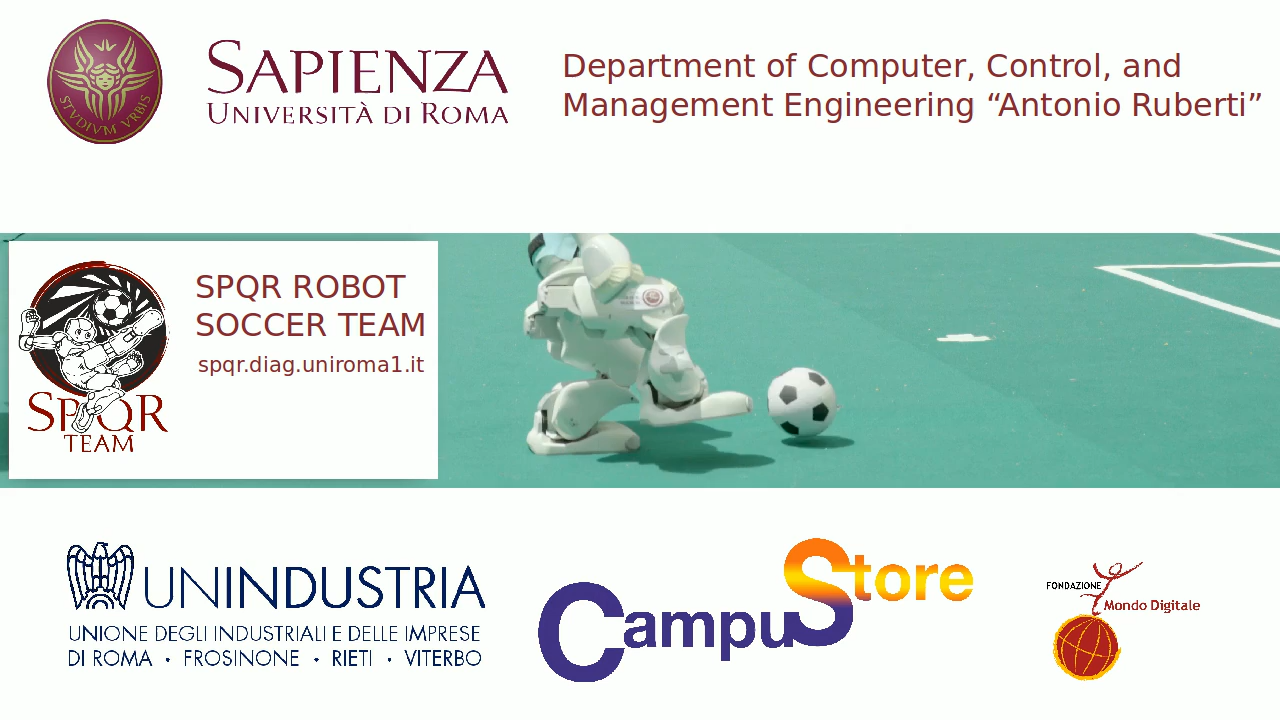 SAPIENZA
UNIVERSITÀ DI ROMA
STVDIVM VRBIS
Department of Computer, Control, and
Management Engineering “Antonio Ruberti”
SPQR ROBOT
SOCCER TEAM
spqr.diag.uniroma1.it
SPQR
TEAM
UNINDUSTRIA
UNIONE DEGLI INDUSTRIALI E DELLE IMPRESE
DI ROMA • FROSINONE • RIETI • VITERBO
CampuStore
FONDAZIONE
Mondo Digitale